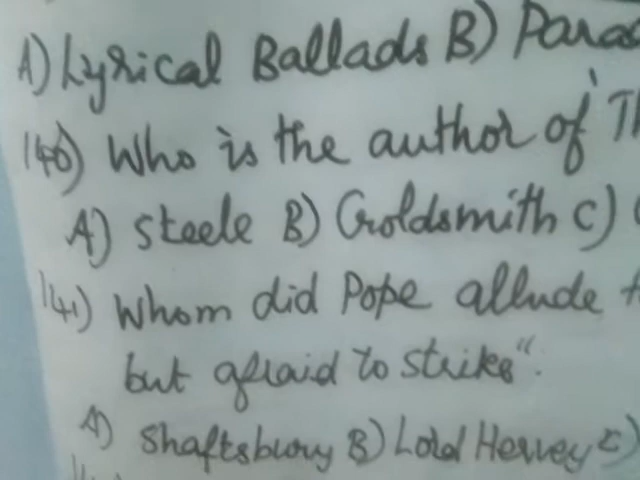 A) Lyrical Ballads B)
140) Who is the author of
A) Steele B) Goldsmith C)
141) Whom did Pope allude
but afraid to strike".
A) Shaftsbury B) Lord Hervey C)